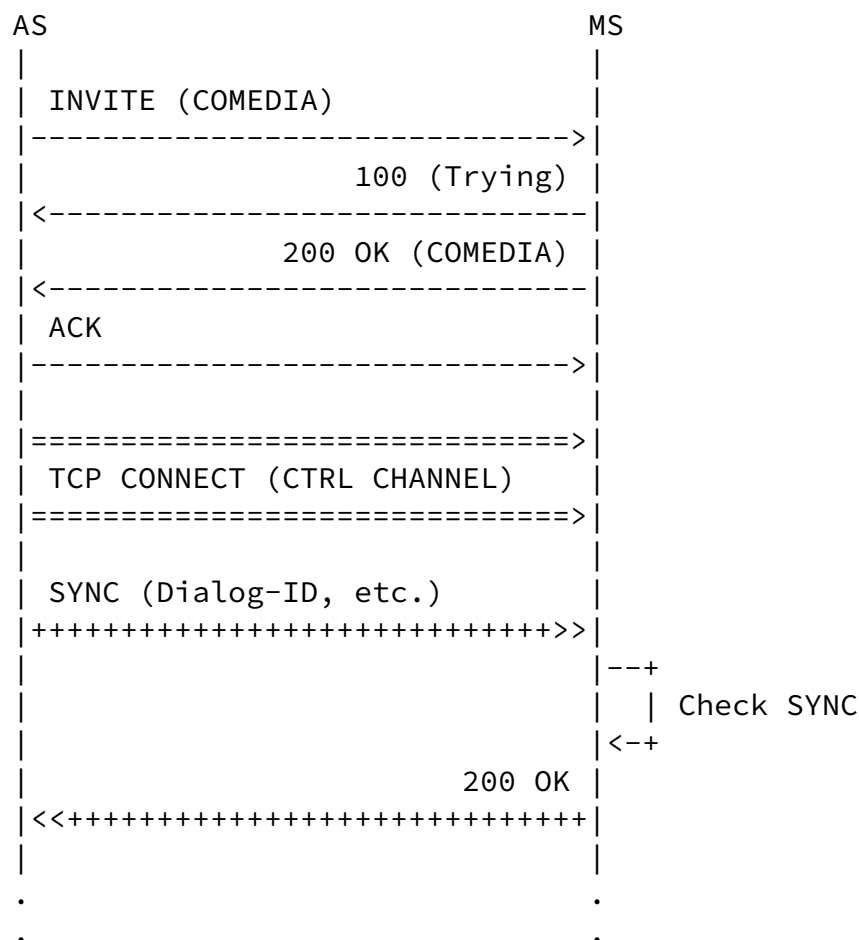 AS MS
INVITE (COMEDIA)
100 (Trying)
200 OK (COMEDIA)
ACK
TCP CONNECT (CTRL CHANNEL)
SYNC (Dialog-ID, etc.)
Check SYNC
200 OK